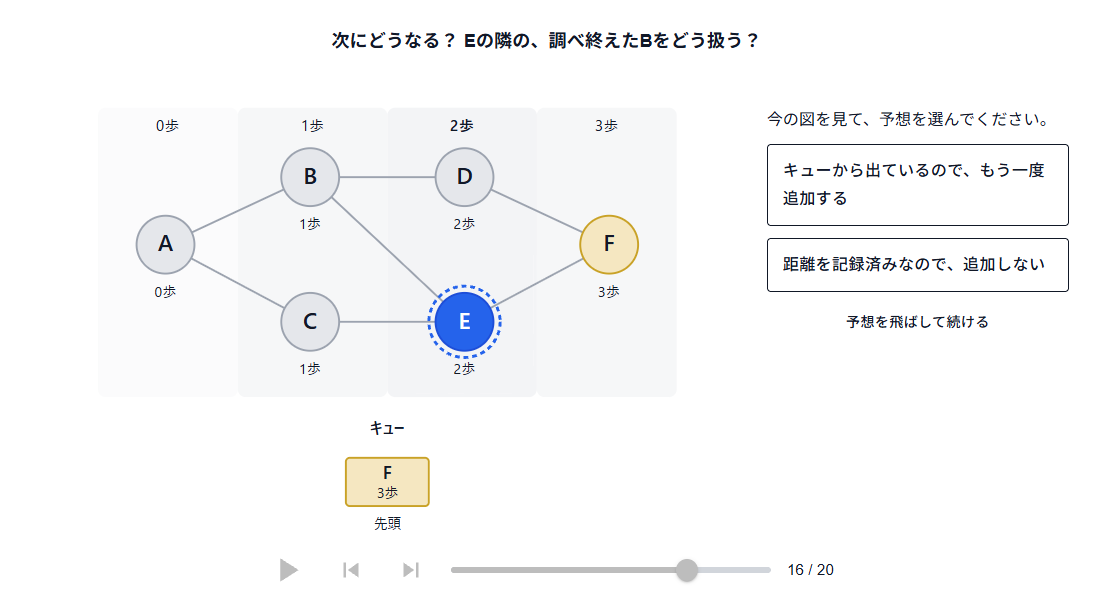 次にどうなる？ Eの隣の、調べ終えたBをどう扱う？
0歩
1歩
2歩
3歩
今の図を見て、予想を選んでください。
キューから出ているので、もう一度
追加する
距離を記録済みなので、追加しない
予想を飛ばして続ける
B
1歩
D
2歩
A
0歩
F
3歩
C
1歩
E
2歩
キュー
F
3歩
先頭
16 / 20